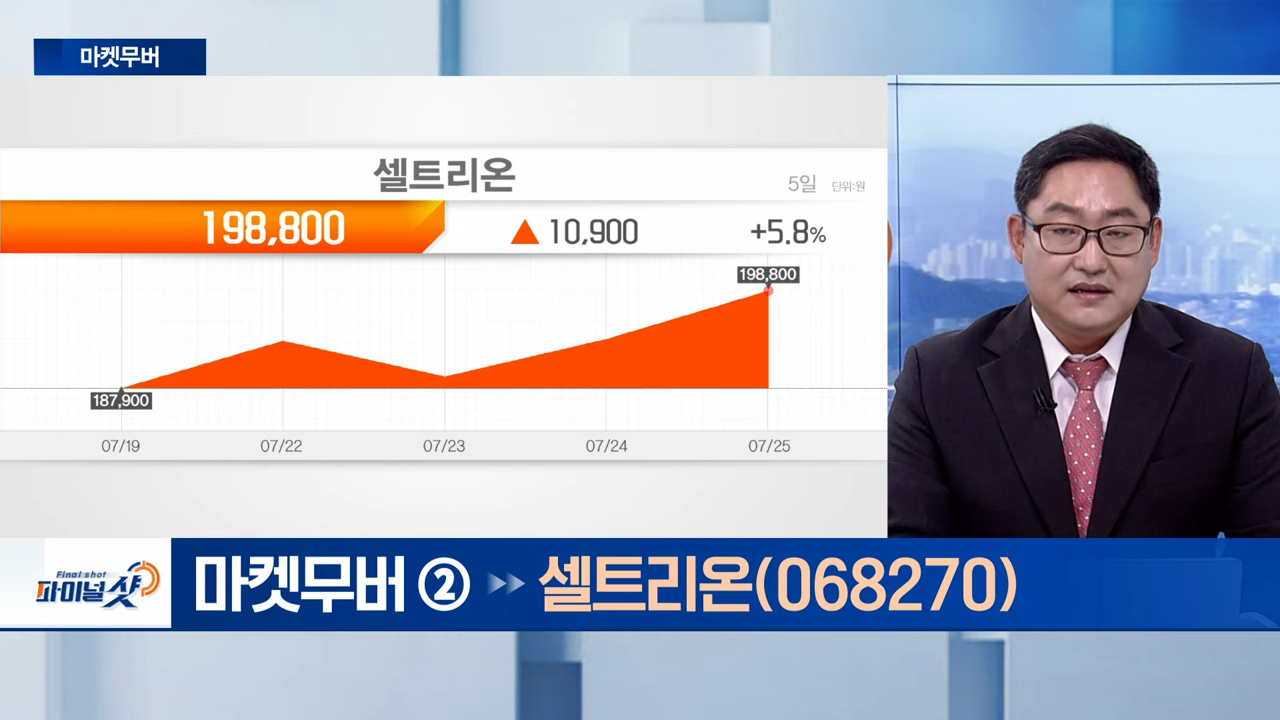 마켓무버
셀트리온
5일 단위:원
198,800 ▲ 10,900 +5.8%
198,800
187,900
07/19 07/22 07/23 07/24 07/25
Final shot
파이널샷
마켓무버 ② 셀트리온(068270)